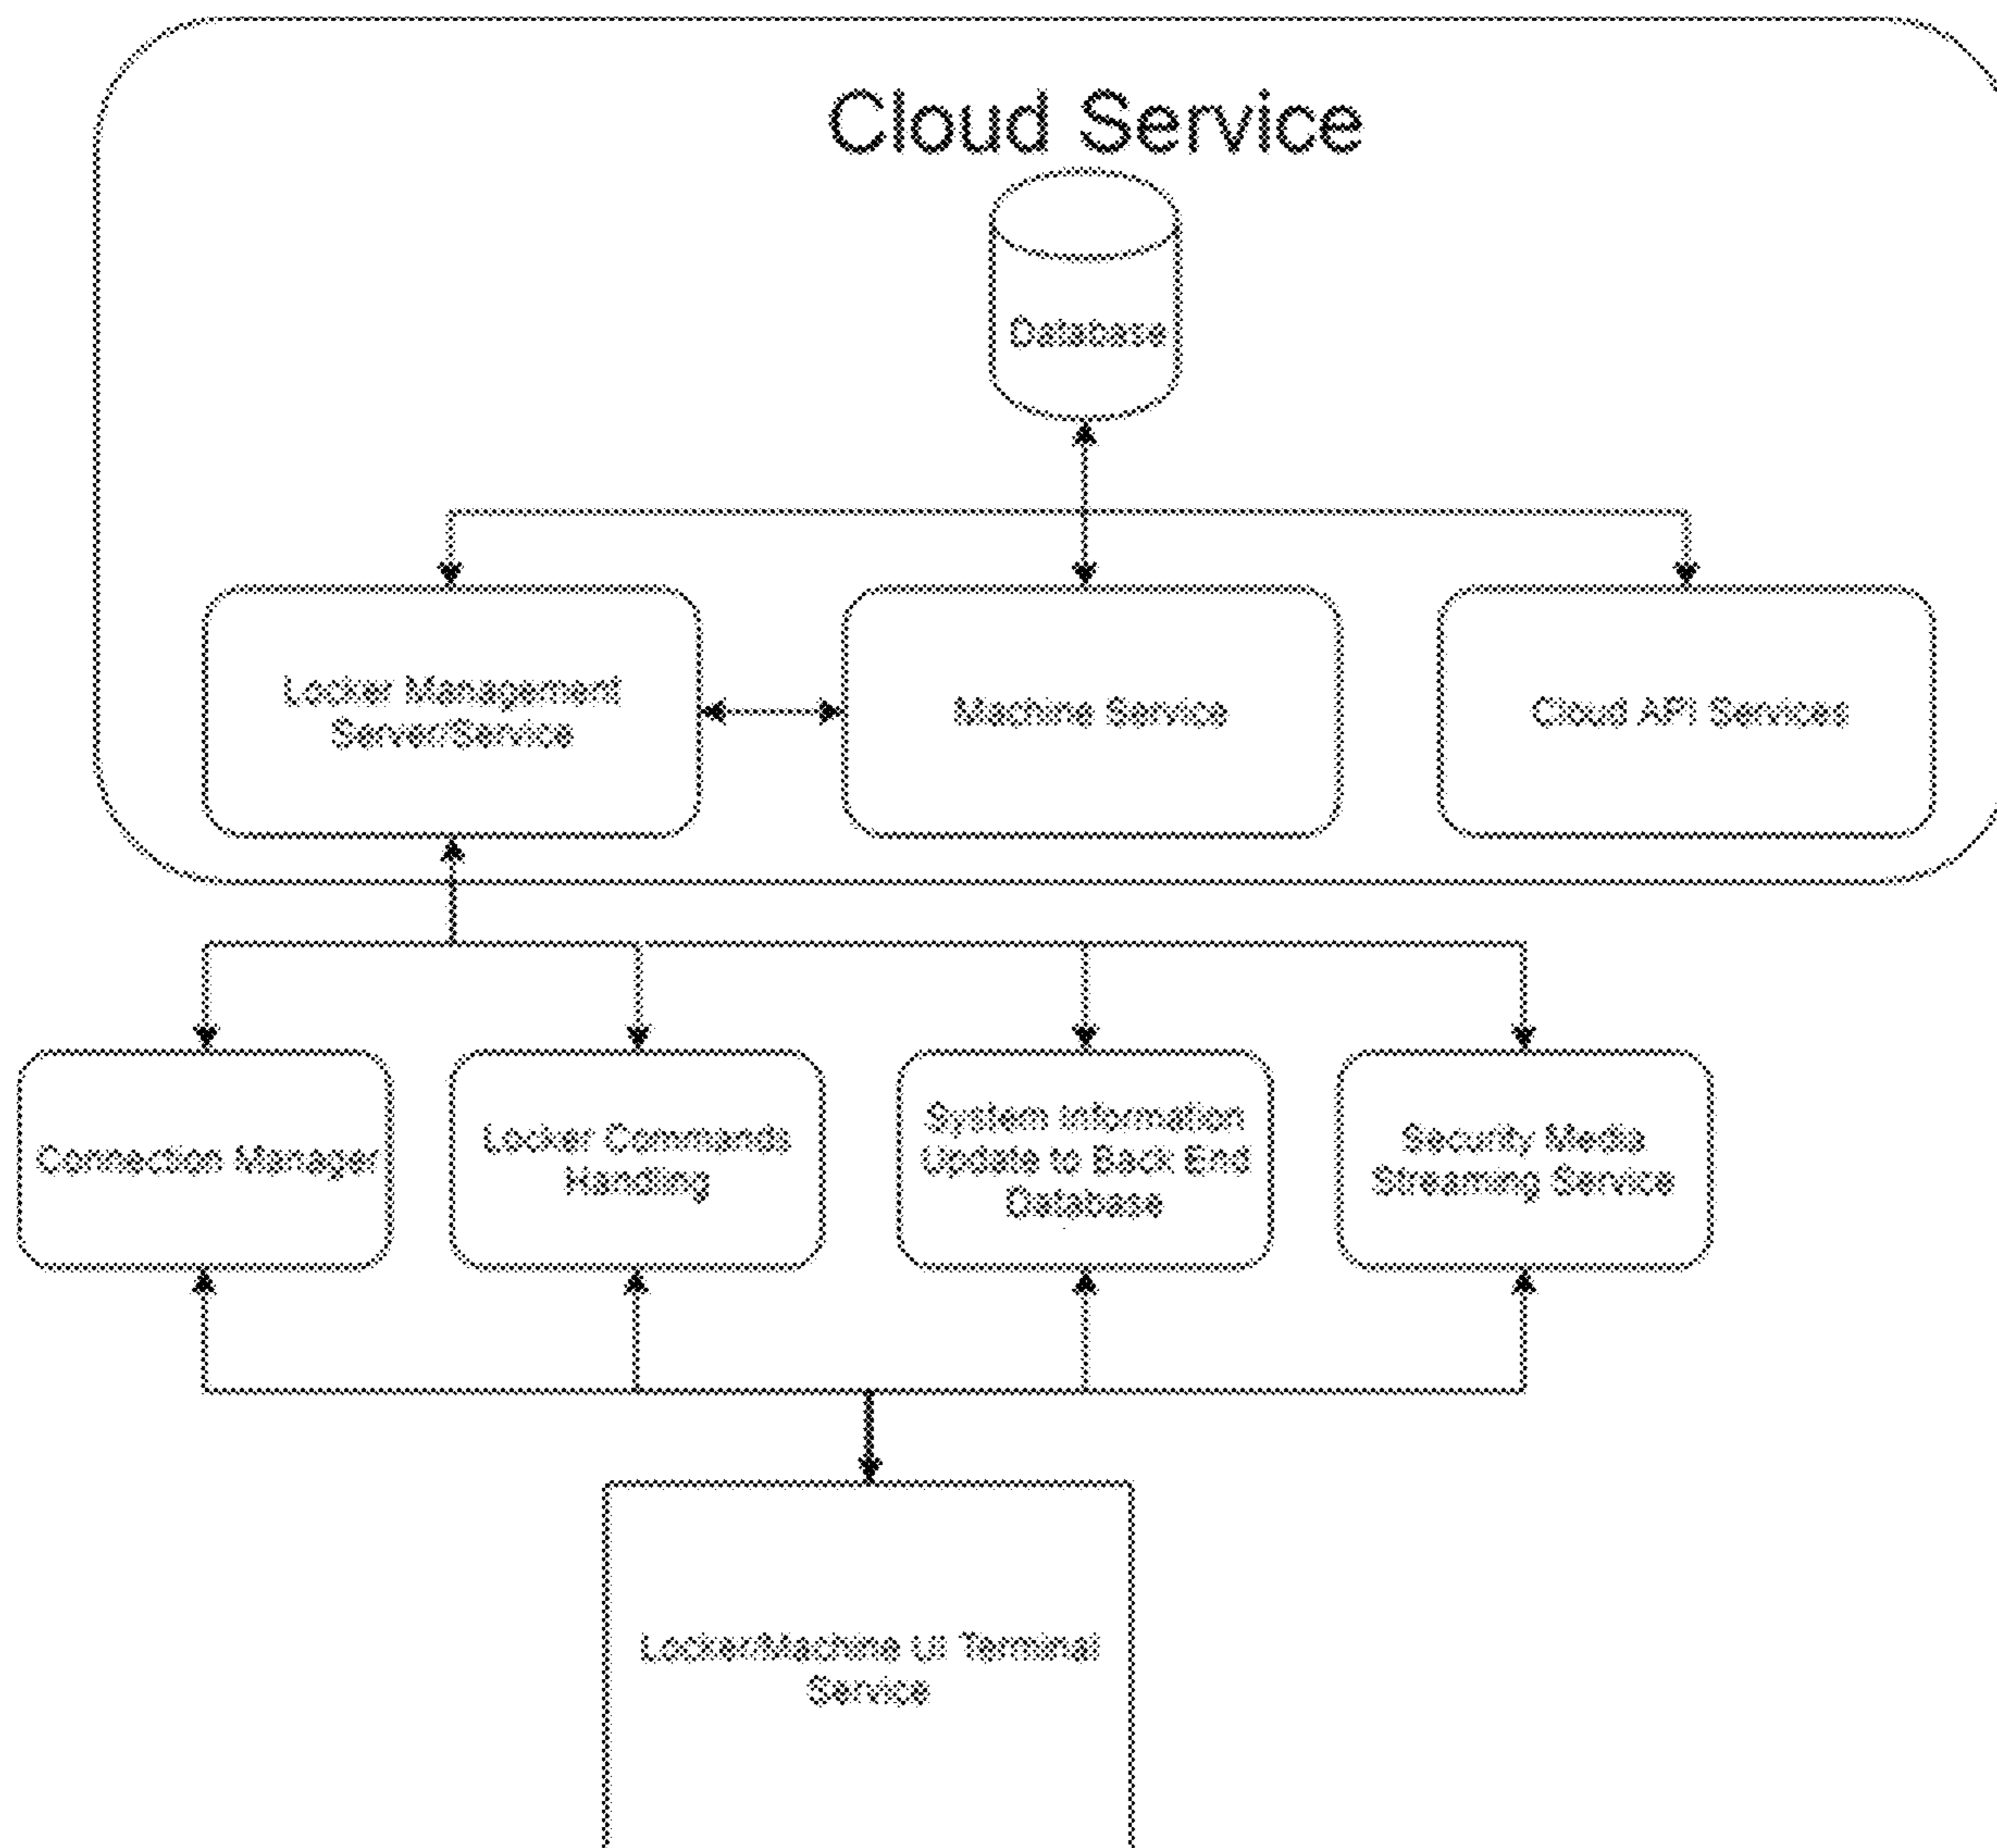 Cloud Service
Database
Locker Management
Server/Service
Machine Service
Cloud API Services
Connection Manager
Locker Commands
Handling
System Information
Update to Back End
Database
Security Media
Streaming Service
Locker/Machine UI Terminal
Service